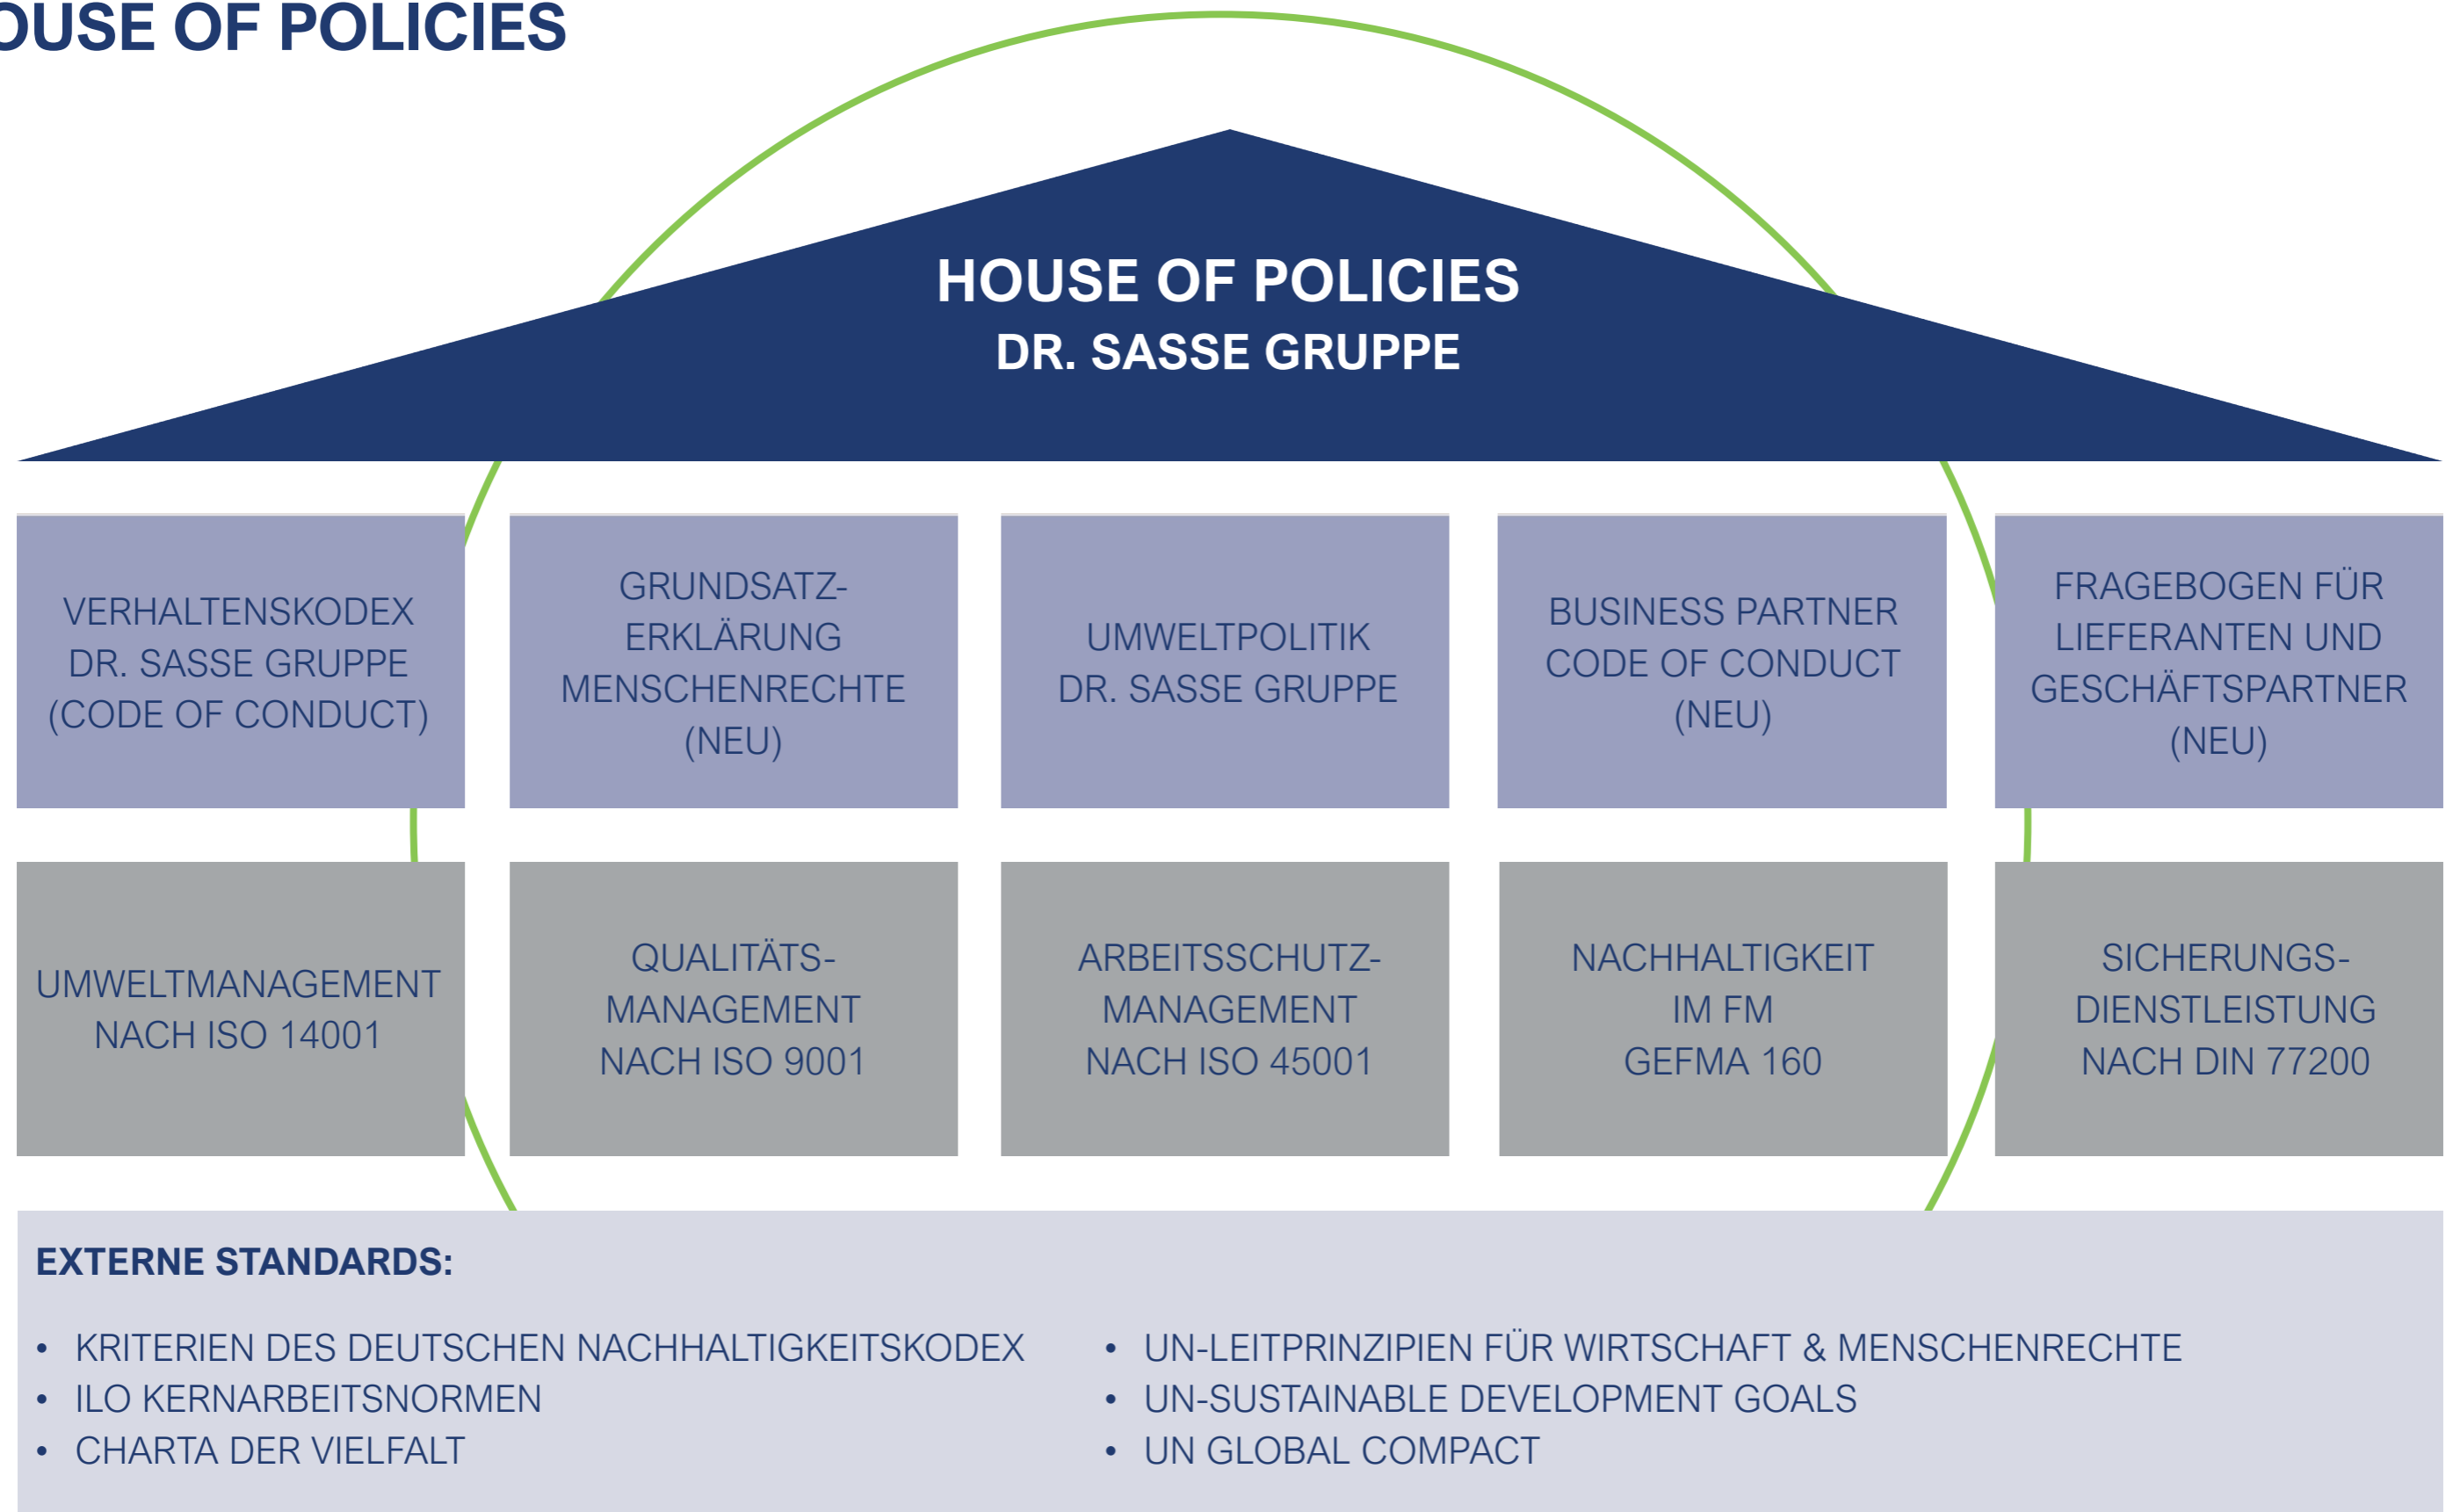 OUSE OF POLICIES
HOUSE OF POLICIES
DR. SASSE GRUPPE
VERHALTENSKODEX
DR. SASSE GRUPPE
(CODE OF CONDUCT)
GRUNDSATZ-
ERKLÄRUNG
MENSCHENRECHTE
(NEU)
UMWELTPOLITIK
DR. SASSE GRUPPE
BUSINESS PARTNER
CODE OF CONDUCT
(NEU)
FRAGEBOGEN FÜR
LIEFERANTEN UND
GESCHÄFTSPARTNER
(NEU)
UMWELTMANAGEMENT
NACH ISO 14001
QUALITÄTS-
MANAGEMENT
NACH ISO 9001
ARBEITSSCHUTZ-
MANAGEMENT
NACH ISO 45001
NACHHALTIGKEIT
IM FM
GEFMA 160
SICHERUNGS-
DIENSTLEISTUNG
NACH DIN 77200
EXTERNE STANDARDS:
• KRITERIEN DES DEUTSCHEN NACHHALTIGKEITSKODEX
• ILO KERNARBEITSNORMEN
• CHARTA DER VIELFALT
• UN-LEITPRINZIPIEN FÜR WIRTSCHAFT & MENSCHENRECHTE
• UN-SUSTAINABLE DEVELOPMENT GOALS
• UN GLOBAL COMPACT